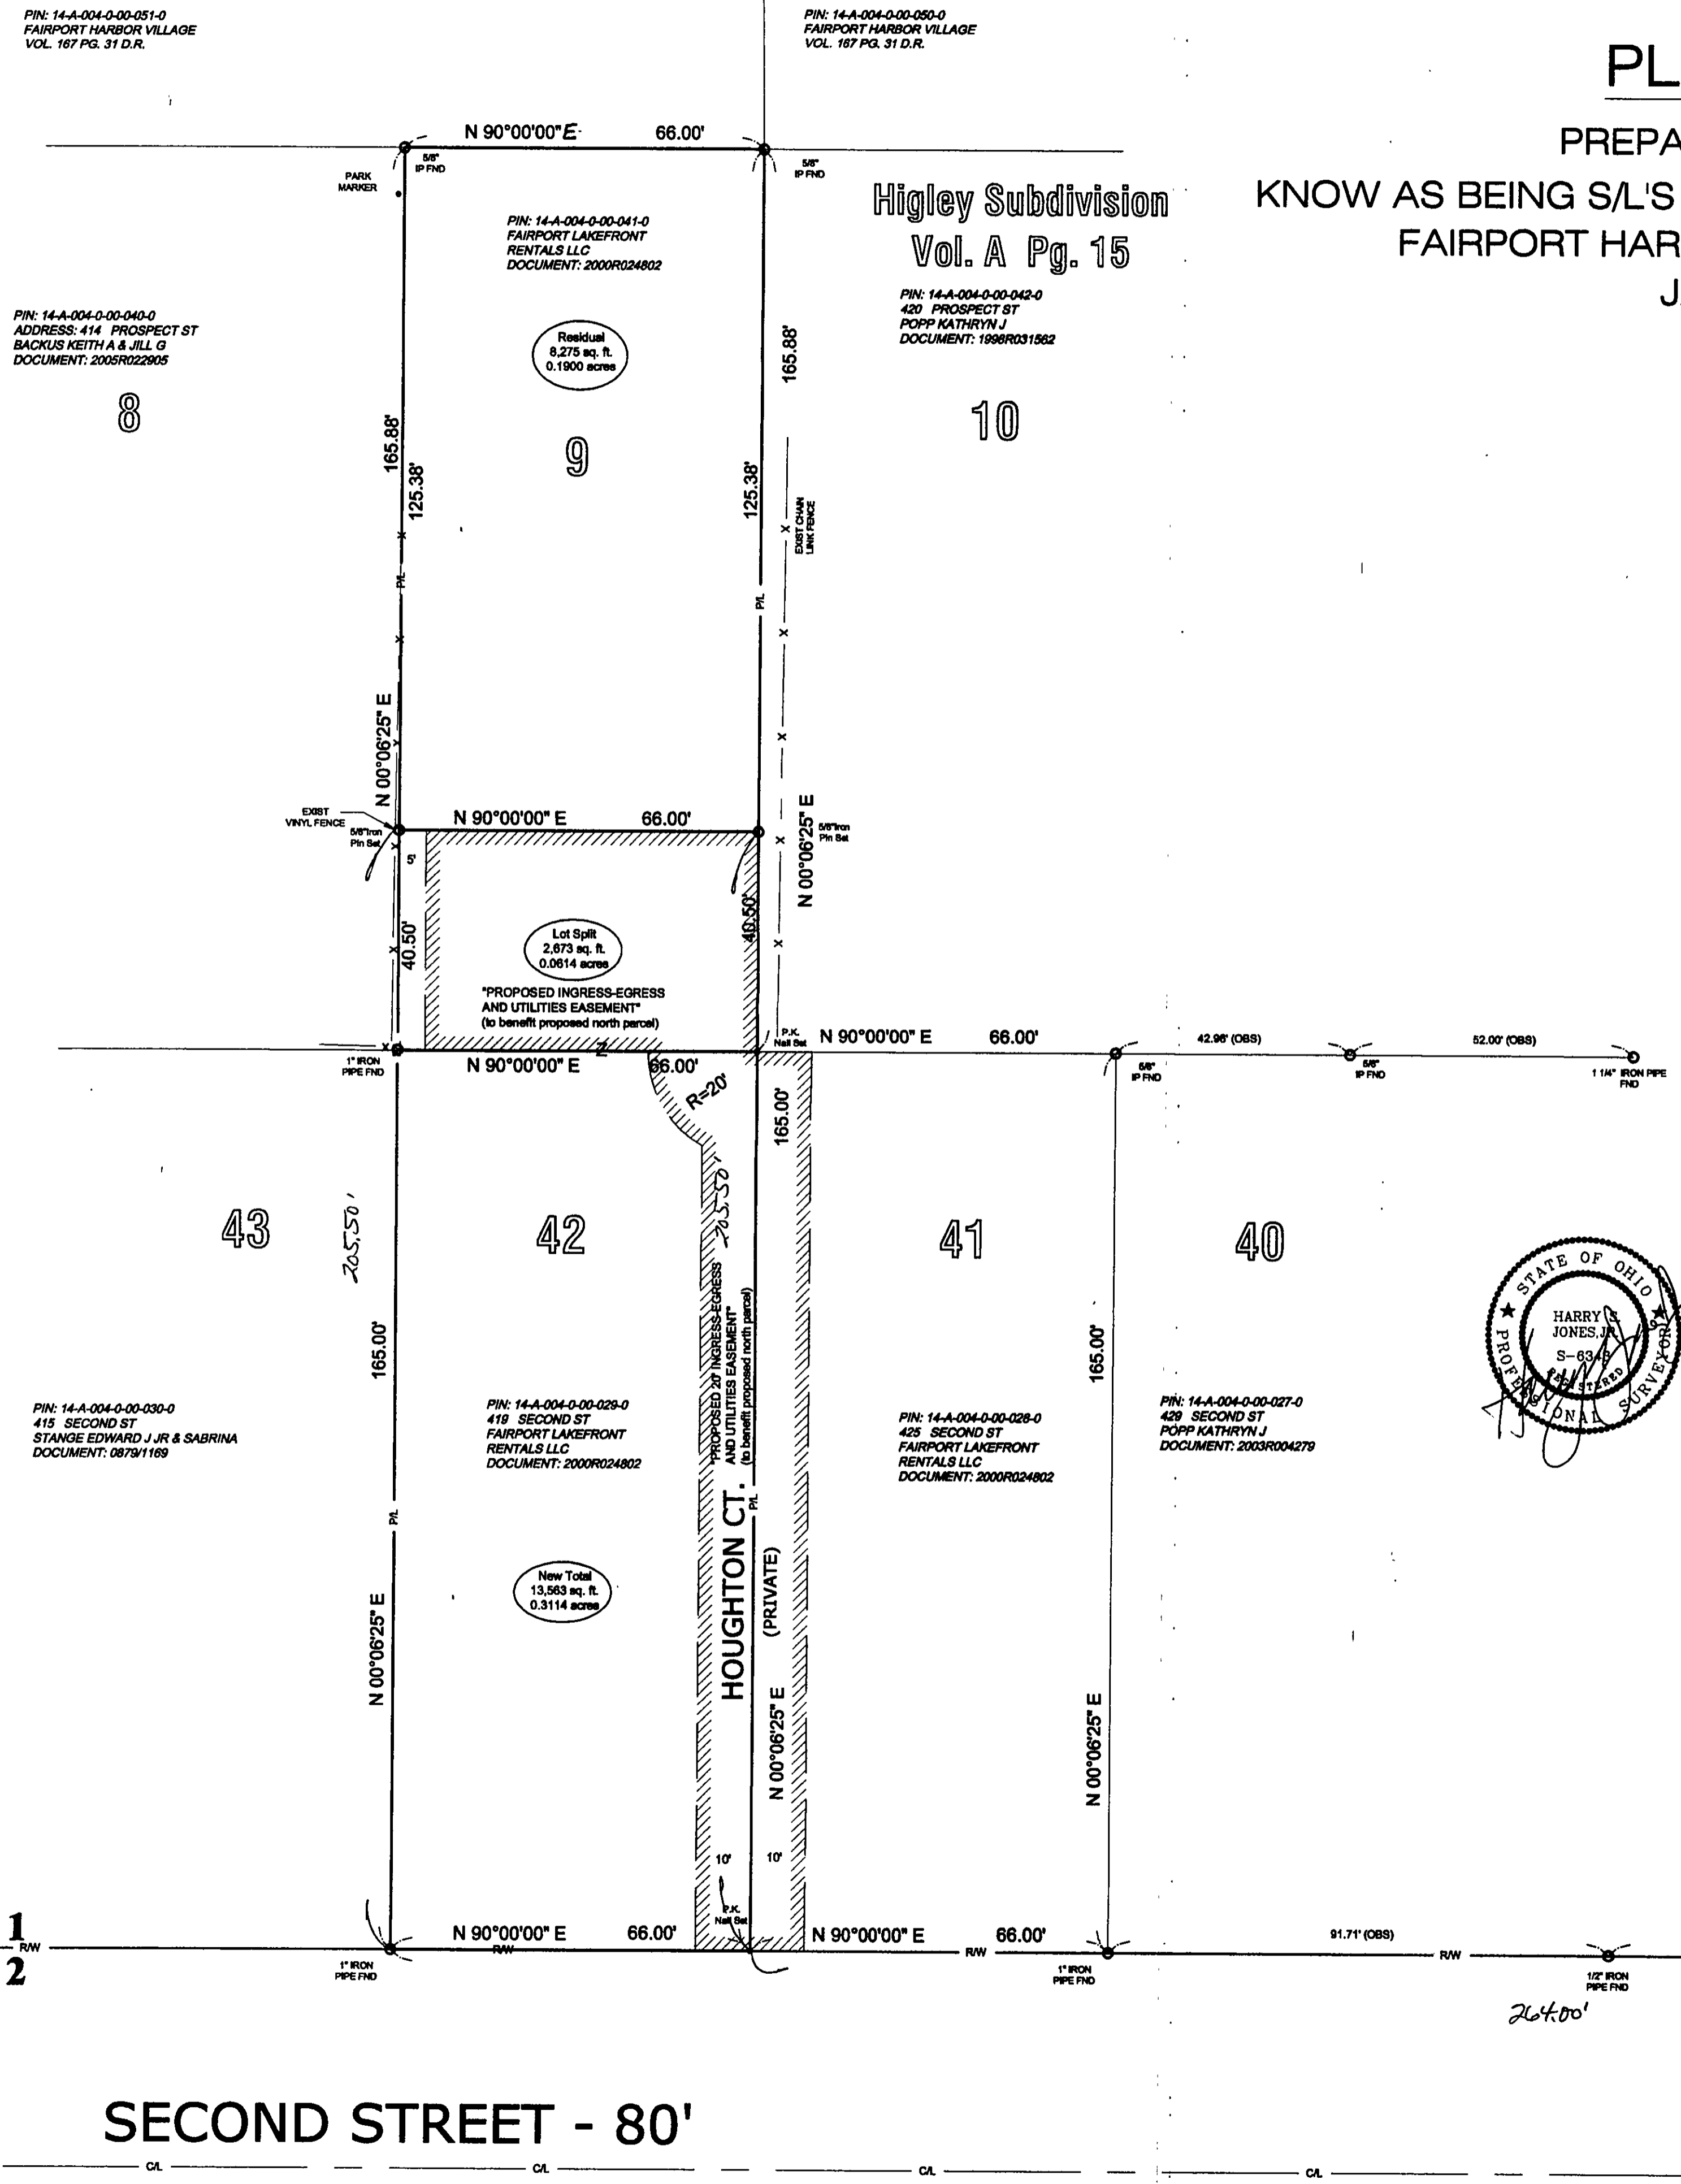 PIN: 14-A-004-0-00-051-0
FAIRPORT HARBOR VILLAGE
VOL. 167 PG. 31 D.R.
PIN: 14-A-004-0-00-050-0
FAIRPORT HARBOR VILLAGE
VOL. 167 PG. 31 D.R.
PL
PREPA
KNOW AS BEING S/L'S
FAIRPORT HAR
J
N 90°00'00" E
66.00'
5/8"
IP FND
5/8"
IP FND
PARK
MARKER
Higley Subdivision
Vol. A Pg. 15
PIN: 14-A-004-0-00-041-0
FAIRPORT LAKEFRONT
RENTALS LLC
DOCUMENT: 2000R024802
PIN: 14-A-004-0-00-042-0
420 PROSPECT ST
POPP KATHRYN J
DOCUMENT: 1998R031562
PIN: 14-A-004-0-00-040-0
ADDRESS: 414 PROSPECT ST
BACKUS KEITH A & JILL G
DOCUMENT: 2005R022905
Residual
8,275 sq. ft.
0.1900 acres
8
9
10
165.88'
125.38'
165.88'
125.38'
EXIST CHAIN
LINK FENCE
P/L
P/L
N 00°06'25" E
N 00°06'25" E
EXIST
VINYL FENCE
5/8"Iron
Pin Set
N 90°00'00" E
66.00'
5/8"Iron
Pin Set
5'
40.50'
40.50'
Lot Split
2,673 sq. ft.
0.0614 acres
"PROPOSED INGRESS-EGRESS
AND UTILITIES EASEMENT"
(to benefit proposed north parcel)
P.K.
Nail Set
N 90°00'00" E
66.00'
42.96' (OBS)
52.00' (OBS)
1" IRON
PIPE FND
Z
N 90°00'00" E
66.00'
5/8"
IP FND
5/8"
IP FND
1 1/4" IRON PIPE
FND
R=20'
165.00'
205.50'
205.50'
43
42
41
40
STATE OF OHIO
HARRY S.
JONES, JR.
REGISTERED
PROFESSIONAL SURVEYOR
165.00'
165.00'
"PROPOSED 20' INGRESS-EGRESS
AND UTILITIES EASEMENT"
(to benefit proposed north parcel)
PIN: 14-A-004-0-00-030-0
415 SECOND ST
STANGE EDWARD J JR & SABRINA
DOCUMENT: 0879/1169
PIN: 14-A-004-0-00-029-0
419 SECOND ST
FAIRPORT LAKEFRONT
RENTALS LLC
DOCUMENT: 2000R024802
PIN: 14-A-004-0-00-028-0
425 SECOND ST
FAIRPORT LAKEFRONT
RENTALS LLC
DOCUMENT: 2000R024802
PIN: 14-A-004-0-00-027-0
429 SECOND ST
POPP KATHRYN J
DOCUMENT: 2003R004279
P/L
P/L
HOUGHTON CT.
(PRIVATE)
New Total
13,563 sq. ft.
0.3114 acres
N 00°06'25" E
N 00°06'25" E
N 00°06'25" E
10'
10'
P.K.
Nail Set
1
R/W
2
N 90°00'00" E
66.00'
R/W
N 90°00'00" E
66.00'
R/W
91.71' (OBS)
R/W
1" IRON
PIPE FND
1" IRON
PIPE FND
1/2" IRON
PIPE FND
264.00'
SECOND STREET - 80'
C/L
C/L
C/L
C/L